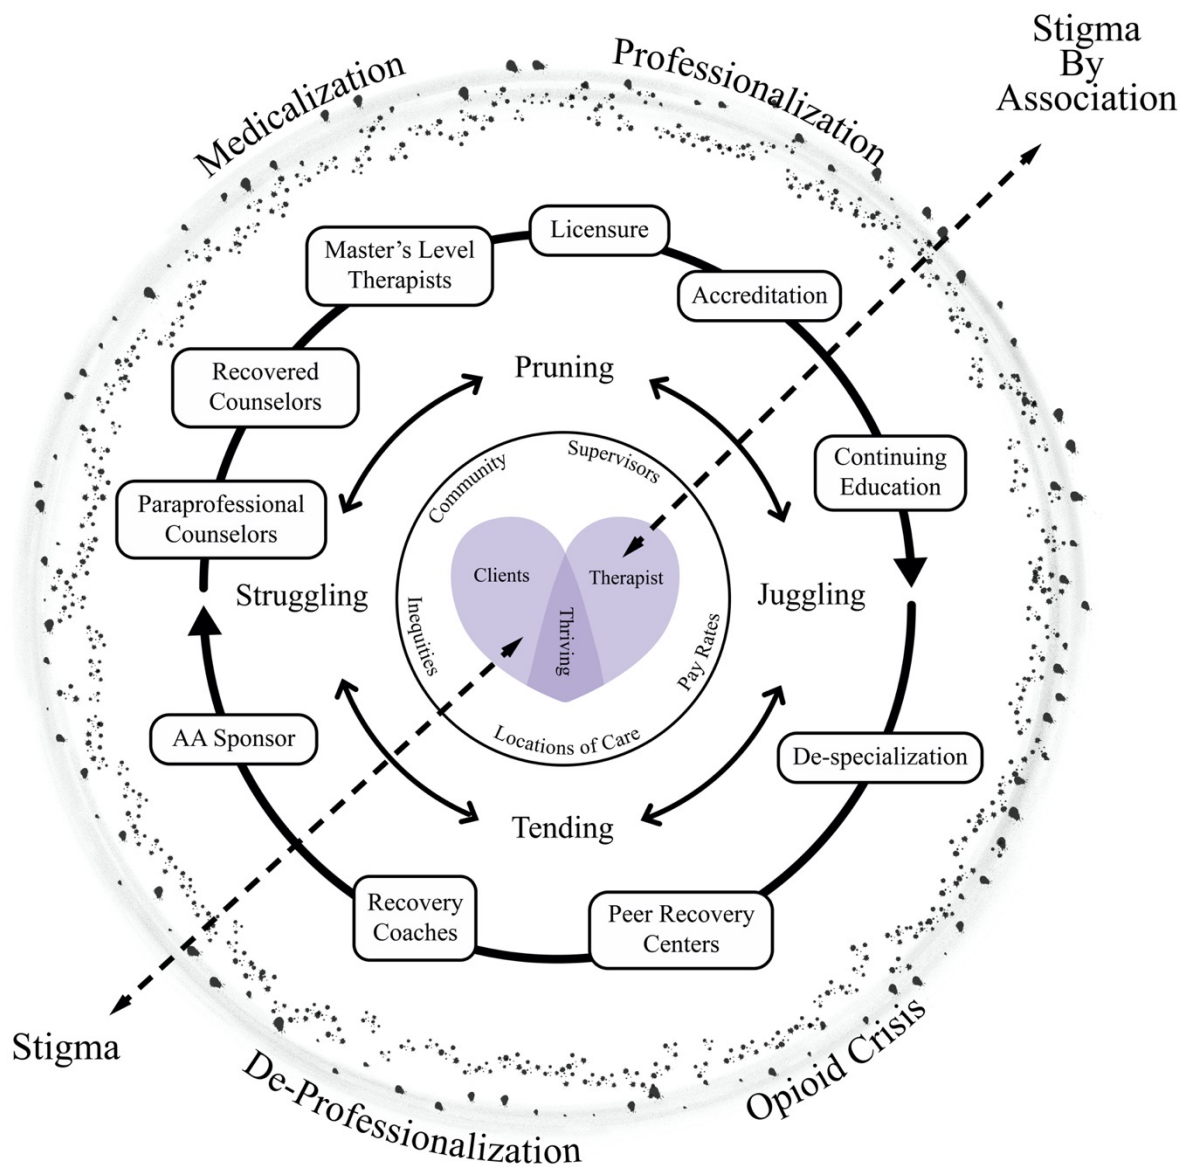 Stigma
By
Association
Medicalization
Professionalization
Licensure
Master's Level
Therapists
Accreditation
Recovered
Counselors
Pruning
Continuing
Education
Community
Supervisors
Paraprofessional
Counselors
Clients
Therapist
Struggling
Juggling
Inequities
Thriving
Pay Rates
Locations of Care
AA Sponsor
De-specialization
Tending
Recovery
Coaches
Peer Recovery
Centers
Stigma
De-Professionalization
Opioid Crisis